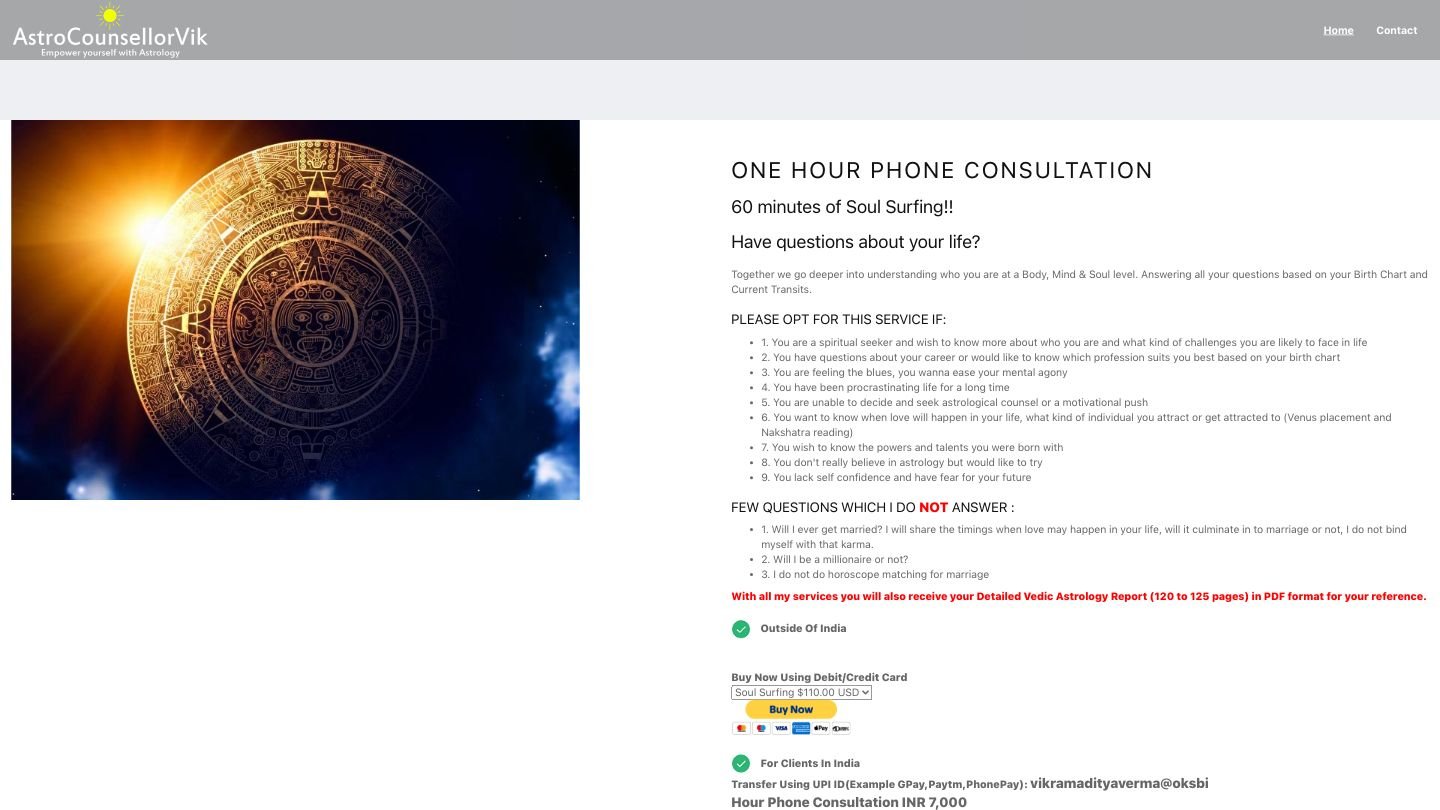 AstroCounsellorVik
Empower yourself with Astrology
Home
Contact
ONE HOUR PHONE CONSULTATION
60 minutes of Soul Surfing!!
Have questions about your life?
Together we go deeper into understanding who you are at a Body, Mind & Soul level. Answering all your questions based on your Birth Chart and
Current Transits.
PLEASE OPT FOR THIS SERVICE IF:
1. You are a spiritual seeker and wish to know more about who you are and what kind of challenges you are likely to face in life
2. You have questions about your career or would like to know which profession suits you best based on your birth chart
3. You are feeling the blues, you wanna ease your mental agony
4. You have been procrastinating life for a long time
5. You are unable to decide and seek astrological counsel or a motivational push
6. You want to know when love will happen in your life, what kind of individual you attract or get attracted to (Venus placement and
Nakshatra reading)
7. You wish to know the powers and talents you were born with
8. You don't really believe in astrology but would like to try
9. You lack self confidence and have fear for your future
FEW QUESTIONS WHICH I DO NOT ANSWER :
1. Will I ever get married? I will share the timings when love may happen in your life, will it culminate in to marriage or not, I do not bind
myself with that karma.
2. Will I be a millionaire or not?
3. I do not do horoscope matching for marriage
With all my services you will also receive your Detailed Vedic Astrology Report (120 to 125 pages) in PDF format for your reference.
Outside Of India
Buy Now Using Debit/Credit Card
Soul Surfing $110.00 USD
Buy Now
VISA
Pay
For Clients In India
Transfer Using UPI ID(Example GPay,Paytm,PhonePay): vikramadityaverma@oksbi
Hour Phone Consultation INR 7,000